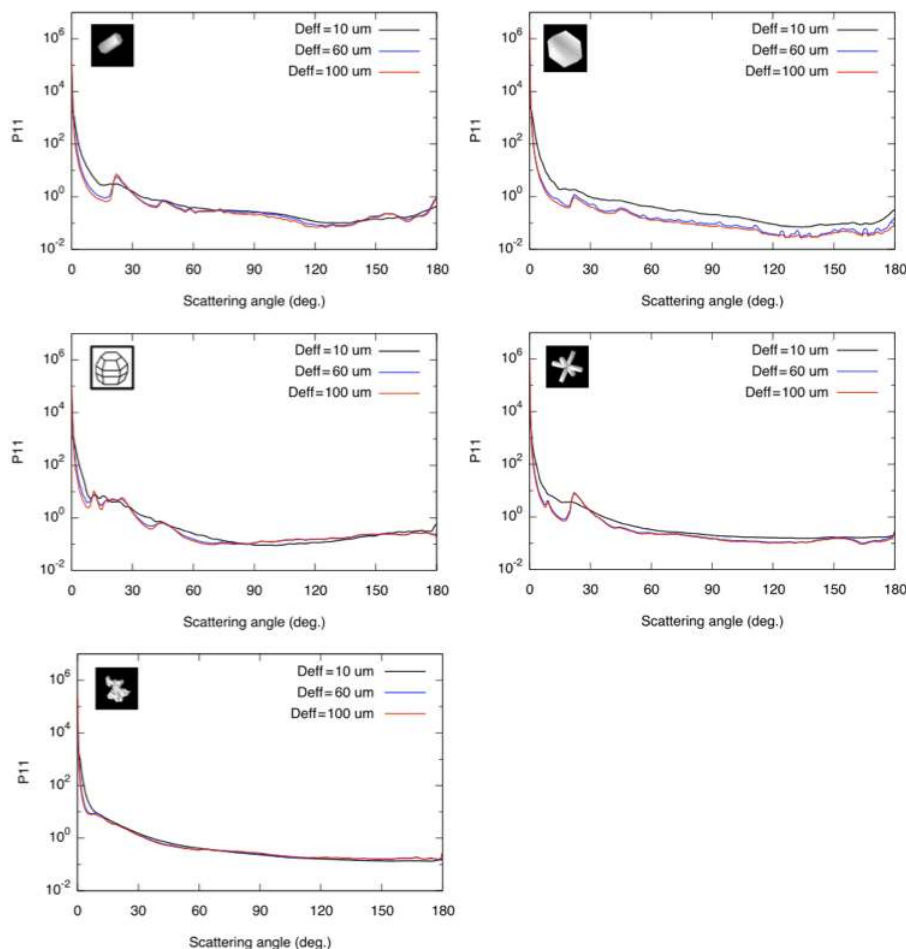 Deff = 10 um
Deff = 60 um
Deff = 100 um
10^6
10^4
10^2
10^0
10^-2
P11
0 30 60 90 120 150 180
Scattering angle (deg.)
Deff = 10 um
Deff = 60 um
Deff = 100 um
10^6
10^4
10^2
10^0
10^-2
P11
0 30 60 90 120 150 180
Scattering angle (deg.)
Deff = 10 um
Deff = 60 um
Deff = 100 um
10^6
10^4
10^2
10^0
10^-2
P11
0 30 60 90 120 150 180
Scattering angle (deg.)
Deff = 10 um
Deff = 60 um
Deff = 100 um
10^6
10^4
10^2
10^0
10^-2
P11
0 30 60 90 120 150 180
Scattering angle (deg.)
Deff = 10 um
Deff = 60 um
Deff = 100 um
10^6
10^4
10^2
10^0
10^-2
P11
0 30 60 90 120 150 180
Scattering angle (deg.)